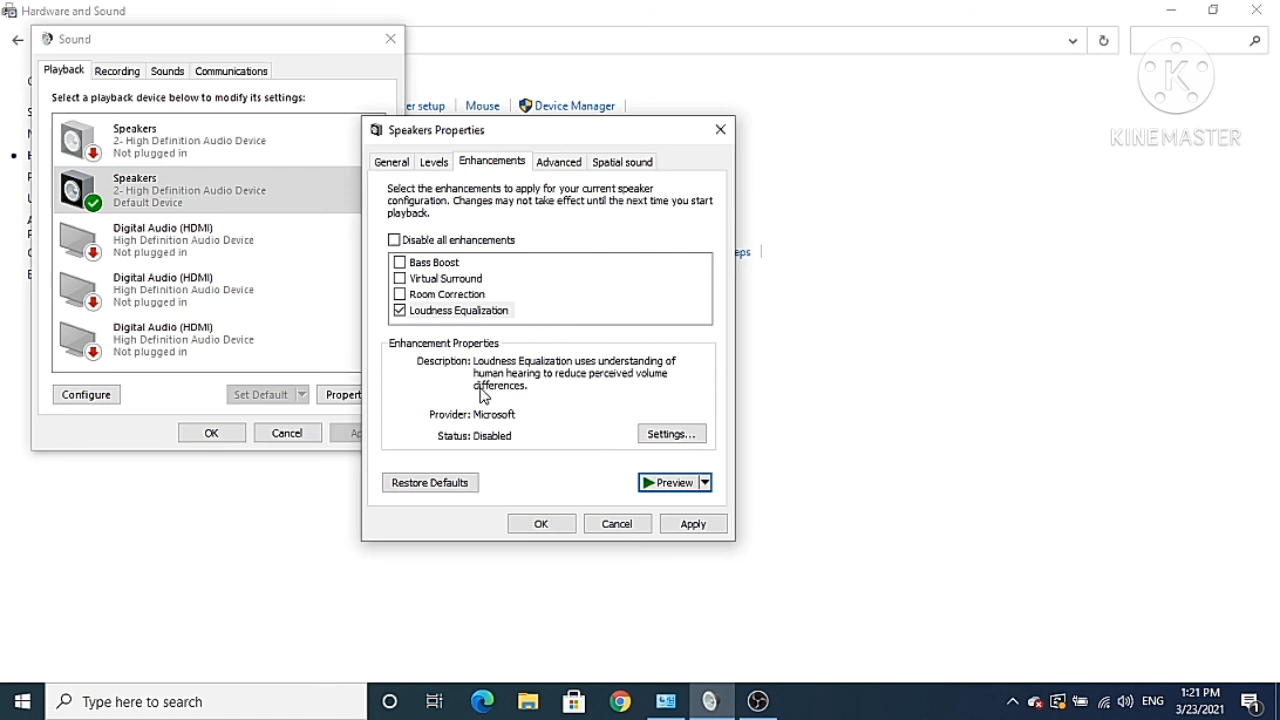 Hardware and Sound
Sound
Playback
Recording
Sounds
Communications
Select a playback device below to modify its settings:
Speakers
2- High Definition Audio Device
Not plugged in
Speakers
2- High Definition Audio Device
Default Device
Digital Audio (HDMI)
High Definition Audio Device
Not plugged in
Digital Audio (HDMI)
High Definition Audio Device
Not plugged in
Digital Audio (HDMI)
High Definition Audio Device
Not plugged in
Configure
Set Default
Propert
OK
Cancel
Ap
er setup
Mouse
Device Manager
eps
K
KINEMASTER
Speakers Properties
General
Levels
Enhancements
Advanced
Spatial sound
Select the enhancements to apply for your current speaker
configuration. Changes may not take effect until the next time you start
playback.
Disable all enhancements
Bass Boost
Virtual Surround
Room Correction
Loudness Equalization
Enhancement Properties
Description: Loudness Equalization uses understanding of
human hearing to reduce perceived volume
differences.
Provider: Microsoft
Status: Disabled
Settings...
Restore Defaults
Preview
OK
Cancel
Apply
Type here to search
ENG
1:21 PM
3/23/2021
1